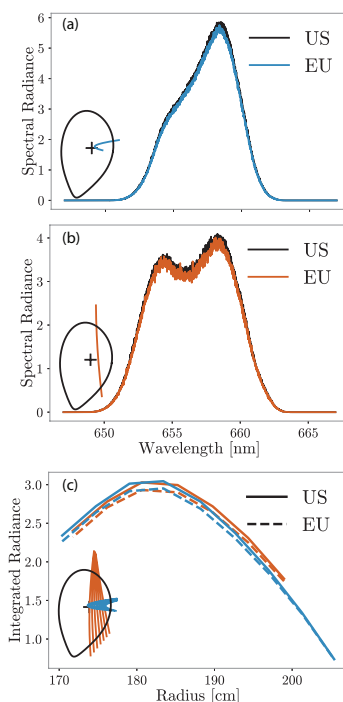 (a)
US
EU
Spectral Radiance
6
5
4
3
2
1
0
(b)
US
EU
Spectral Radiance
4
3
2
1
0
650
655
660
665
Wavelength [nm]
(c)
US
EU
Integrated Radiance
3.0
2.5
2.0
1.5
1.0
170
180
190
200
Radius [cm]